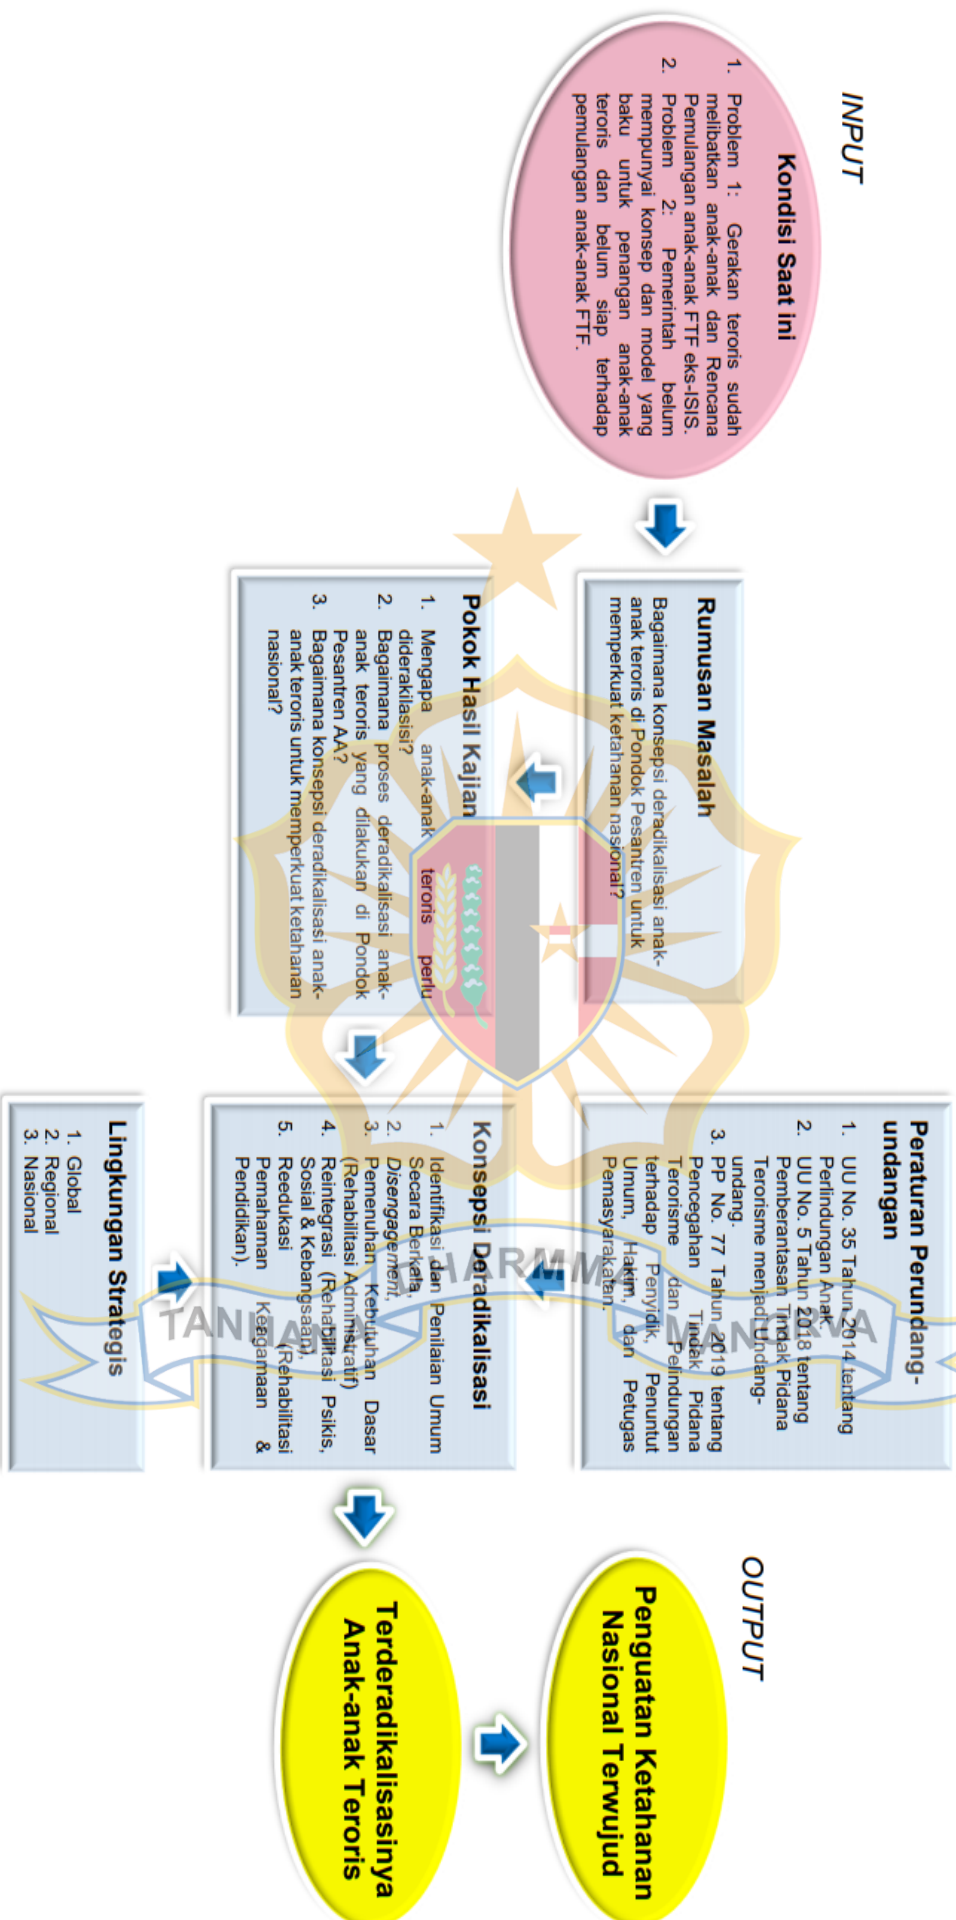 INPUT
Kondisi Saat ini
1. Problem 1: Gerakan teroris sudah
melibatkan anak-anak dan Rencana
Pemulangan anak-anak FTF eks-ISIS.
2. Problem 2: Pemerintah belum
mempunyai konsep dan model yang
baku untuk penangan anak-anak
teroris dan belum siap terhadap
pemulangan anak-anak FTF.
Rumusan Masalah
Bagaimana konsepsi deradikalisasi anak-
anak teroris di Pondok Pesantren untuk
memperkuat ketahanan nasional?
Pokok Hasil Kajian
1. Mengapa anak-anak teroris perlu
diderakilasisi?
2. Bagaimana proses deradikalisasi anak-
anak teroris yang dilakukan di Pondok
Pesantren AA?
3. Bagaimana konsepsi deradikalisasi anak-
anak teroris untuk memperkuat ketahanan
nasional?
Peraturan Perundang-
undangan
1. UU No. 35 Tahun 2014 tentang
Perlindungan Anak.
2. UU No. 5 Tahun 2018 tentang
Pemberantasan Tindak Pidana
Terorisme menjadi Undang-
undang.
3. PP No. 77 Tahun 2019 tentang
Pencegahan Tindak Pidana
Terorisme dan Pelindungan
terhadap Penyidik, Penuntut
Umum, Hakim, dan Petugas
Pemasyarakatan.
Konsepsi Deradikalisasi
1. Identifikasi dan Penilaian Umum
Secara Berkala.
2. Disengagement,
3. Pemenuhan Kebutuhan Dasar
(Rehabilitasi Administratif)
4. Reintegrasi (Rehabilitasi Psikis,
Sosial & Kebangsaan),
5. Reedukasi (Rehabilitasi
Pemahaman Keagamaan &
Pendidikan).
Lingkungan Strategis
1. Global
2. Regional
3. Nasional
OUTPUT
Penguatan Ketahanan
Nasional Terwujud
Terderadikalisasinya
Anak-anak Teroris
TANHANA DHARMMA MANGRVA